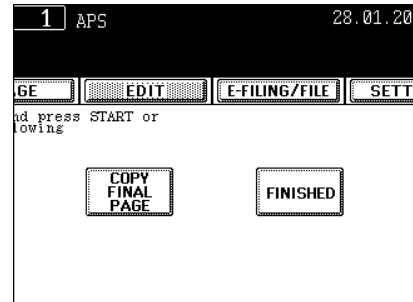 1 APS 28.01.20
GE EDIT E-FILING/FILE SETT
nd press START or
lowing
COPY
FINAL
PAGE
FINISHED